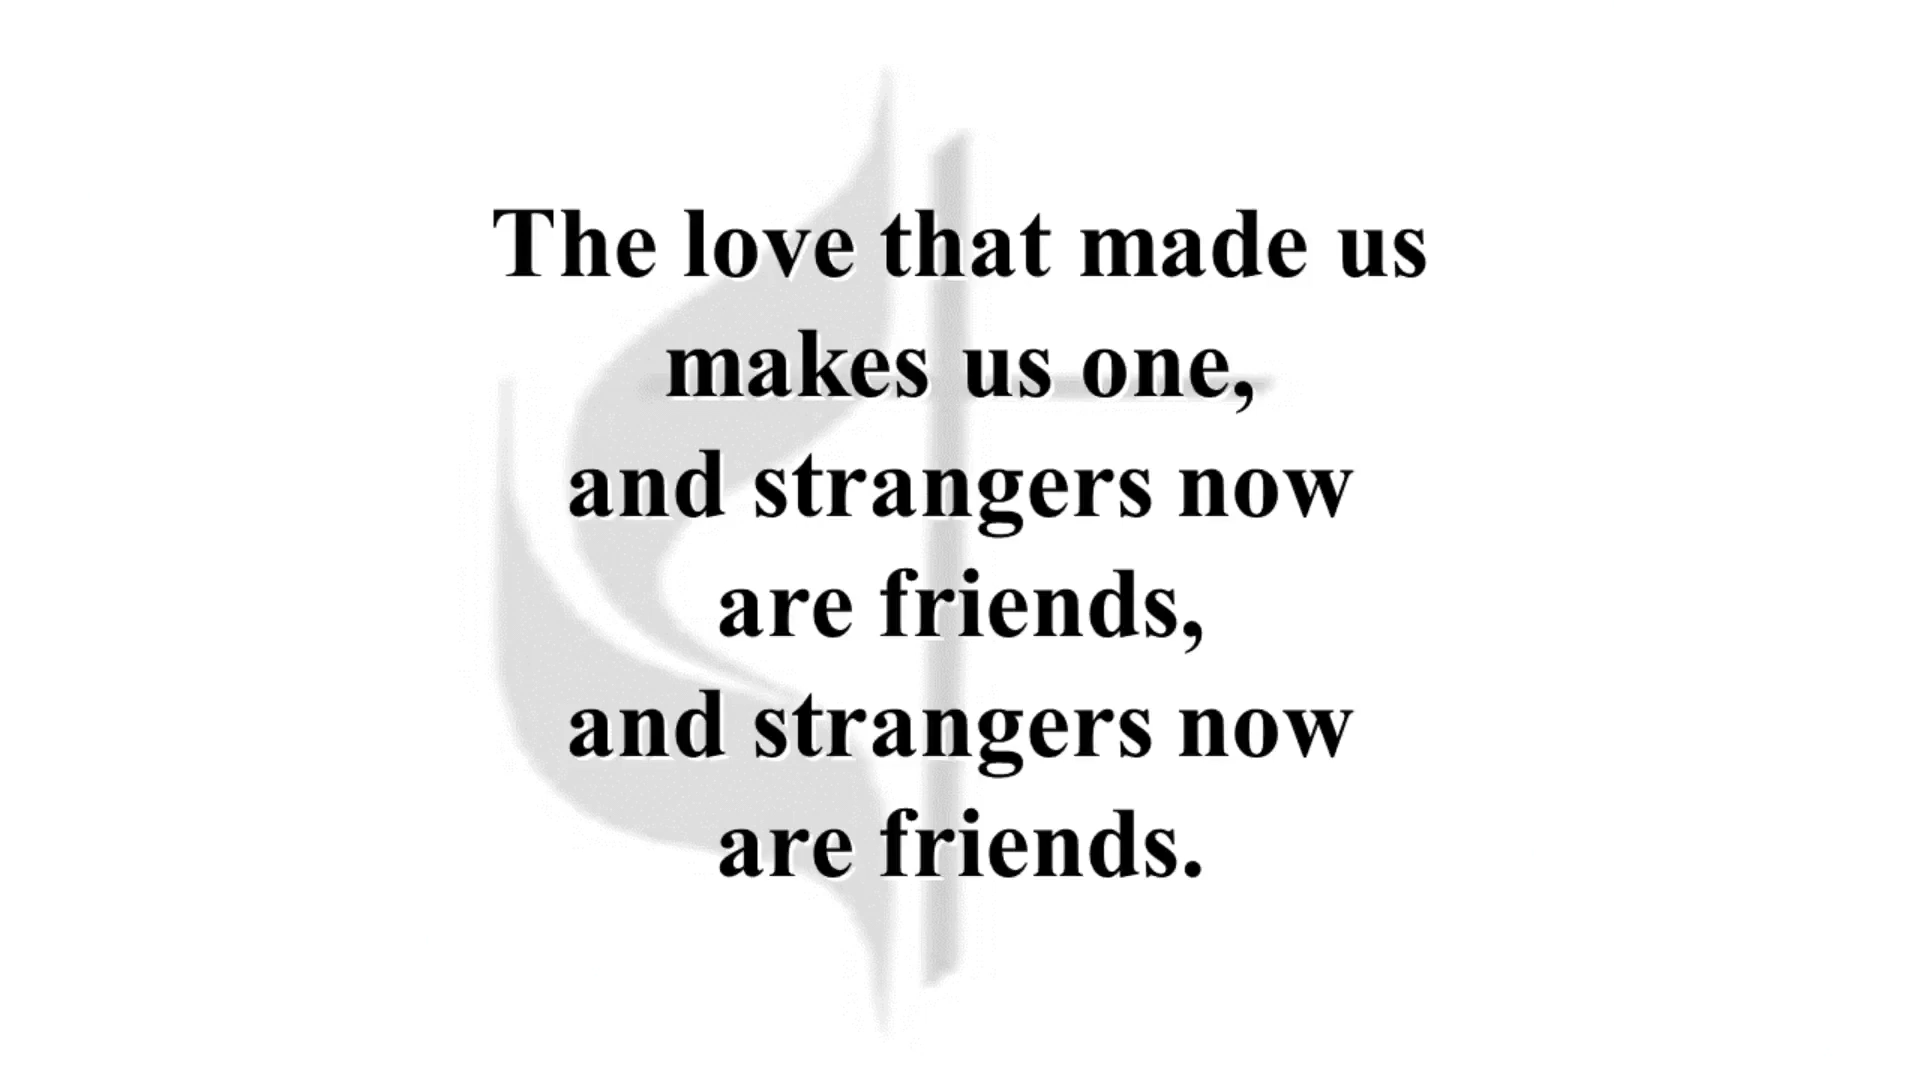 The love that made us
makes us one,
and strangers now
are friends,
and strangers now
are friends.